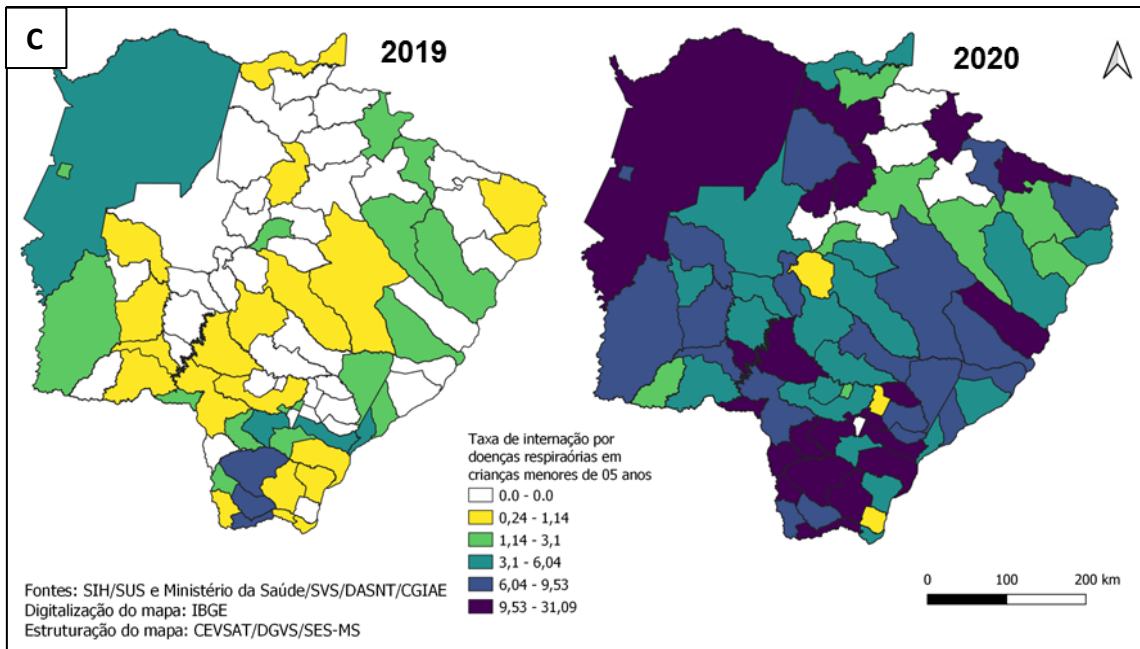 C
2019
2020
Taxa de internação por
doenças respiraórias em
crianças menores de 05 anos
0.0 - 0.0
0,24 - 1,14
1,14 - 3,1
3,1 - 6,04
6,04 - 9,53
9,53 - 31,09
Fontes: SIH/SUS e Ministério da Saúde/SVS/DASNT/CGIAE
Digitalização do mapa: IBGE
Estruturação do mapa: CEVSAT/DGVS/SES-MS
0 100 200 km